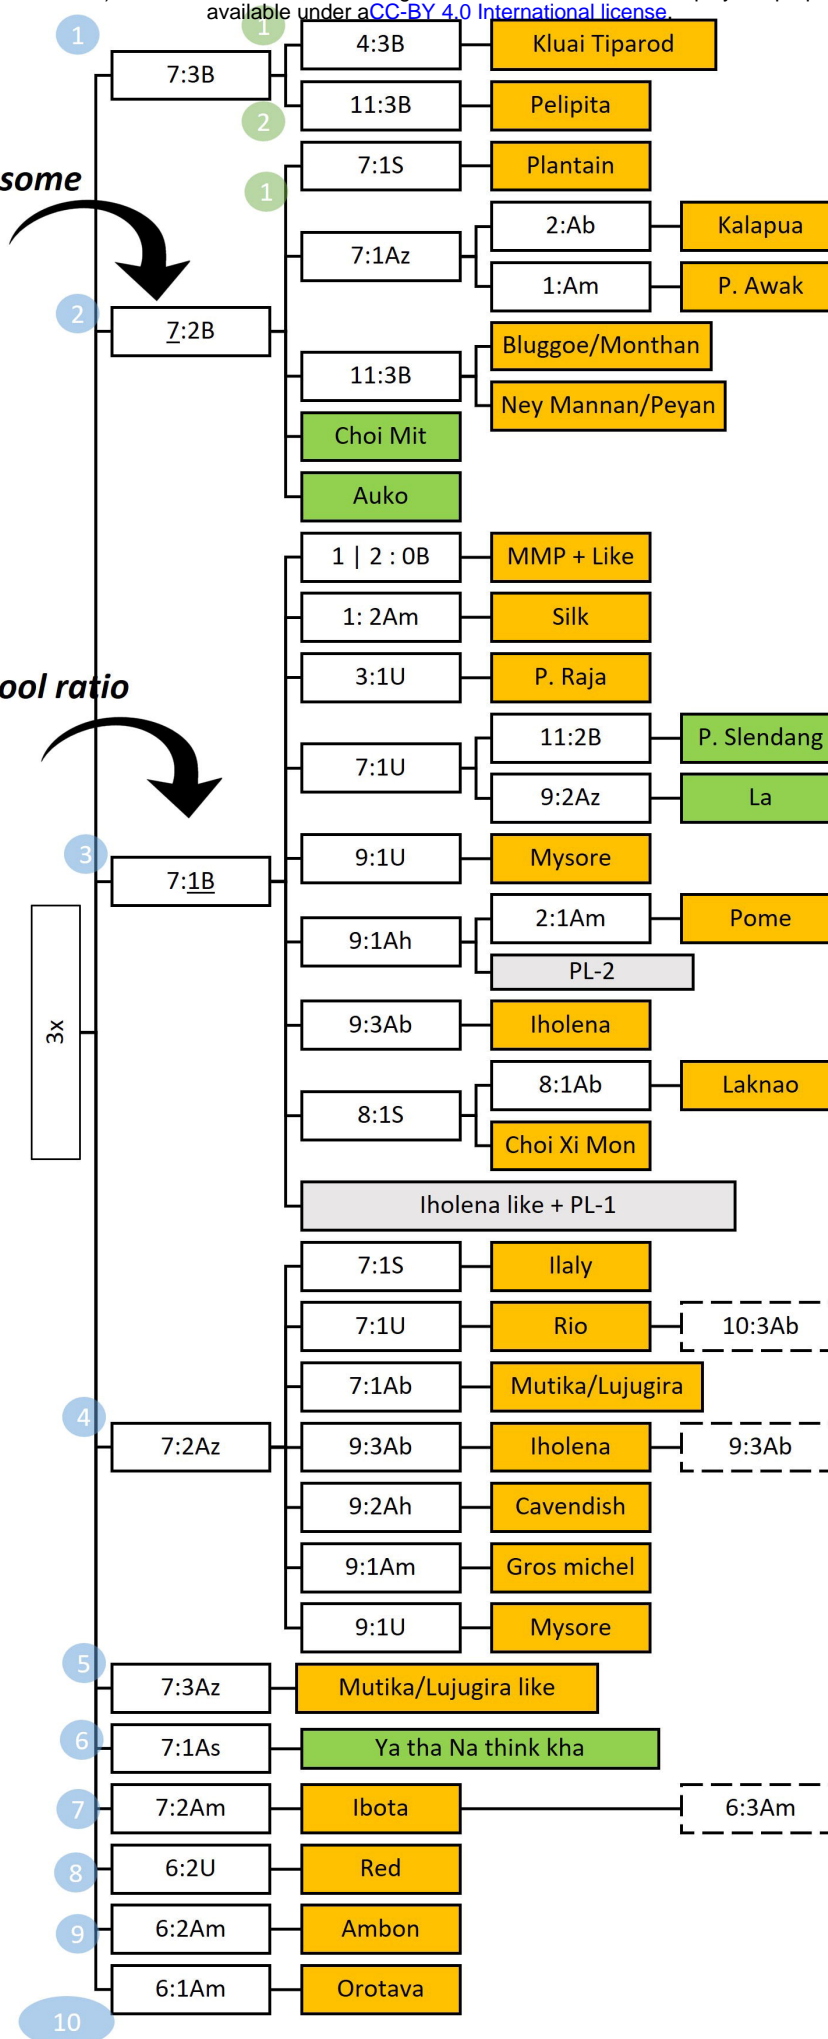 available under aCC-BY 4.0 International license.
1
1
4:3B
Kluai Tiparod
7:3B
11:3B
Pelipita
2
7:1S
Plantain
some
1
2:Ab
Kalapua
7:1Az
1:Am
P. Awak
2
7:2B
Bluggoe/Monthan
11:3B
Ney Mannan/Peyan
Choi Mit
Auko
1 | 2 : 0B
MMP + Like
1: 2Am
Silk
3:1U
P. Raja
ool ratio
11:2B
P. Slendang
7:1U
9:2Az
La
3
9:1U
Mysore
7:1B
2:1Am
Pome
9:1Ah
PL-2
9:3Ab
Iholena
3x
8:1Ab
Laknao
8:1S
Choi Xi Mon
Iholena like + PL-1
7:1S
Ilaly
7:1U
Rio
10:3Ab
7:1Ab
Mutika/Lujugira
4
7:2Az
9:3Ab
Iholena
9:3Ab
9:2Ah
Cavendish
9:1Am
Gros michel
9:1U
Mysore
5
7:3Az
Mutika/Lujugira like
6
7:1As
Ya tha Na think kha
7
7:2Am
Ibota
6:3Am
8
6:2U
Red
9
6:2Am
Ambon
6:1Am
Orotava
10